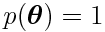 p(𝜽) = 1